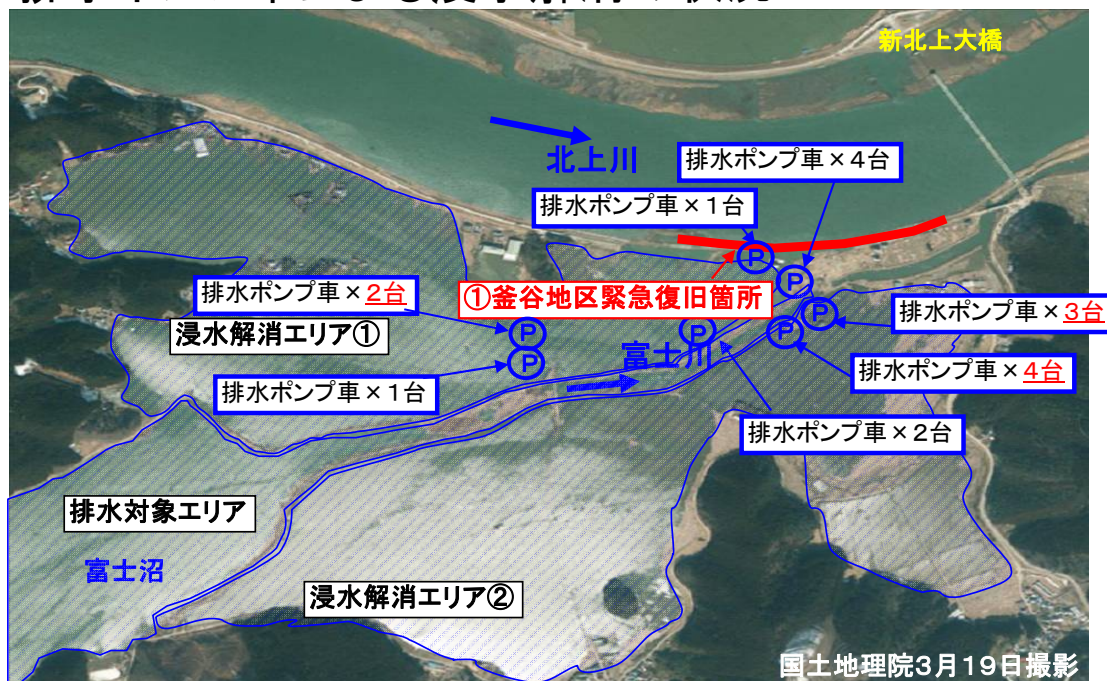 新北上大橋
北上川
排水ポンプ車×4台
排水ポンプ車×1台
排水ポンプ車×2台
①釜谷地区緊急復旧箇所
P
P
P
P
P
P
P
排水ポンプ車×3台
浸水解消エリア①
富士川
排水ポンプ車×4台
排水ポンプ車×1台
排水ポンプ車×2台
排水対象エリア
富士沼
浸水解消エリア②
国土地理院3月19日撮影